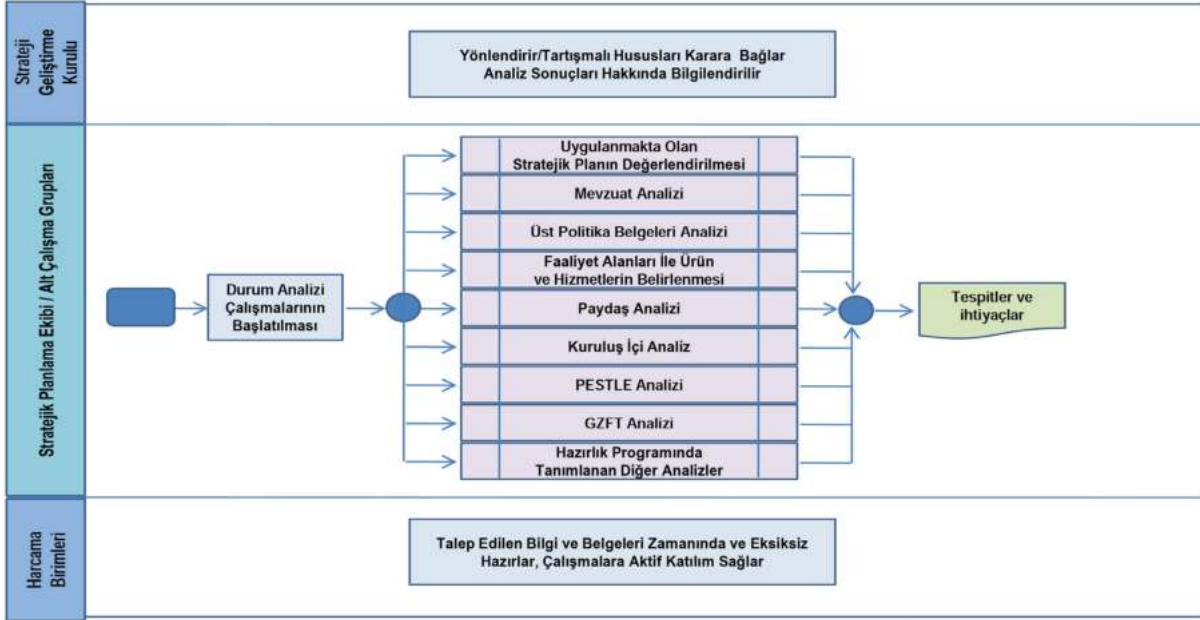 Strateji
Geliştirme
Kurulu
Yönlendirir/Tartışmalı Hususları Karara Bağlar
Analiz Sonuçları Hakkında Bilgilendirilir
Stratejik Planlama Ekibi / Alt Çalışma Grupları
Durum Analizi
Çalışmalarının
Başlatılması
Uygulanmakta Olan
Stratejik Planın Değerlendirilmesi
Mevzuat Analizi
Üst Politika Belgeleri Analizi
Faaliyet Alanları İle Ürün
ve Hizmetlerin Belirlenmesi
Paydaş Analizi
Kuruluş İçi Analiz
PESTLE Analizi
GZFT Analizi
Hazırlık Programında
Tanımlanan Diğer Analizler
Tespitler ve
ihtiyaçlar
Harcama
Birimleri
Talep Edilen Bilgi ve Belgeleri Zamanında ve Eksiksiz
Hazırlar, Çalışmalara Aktif Katılım Sağlar